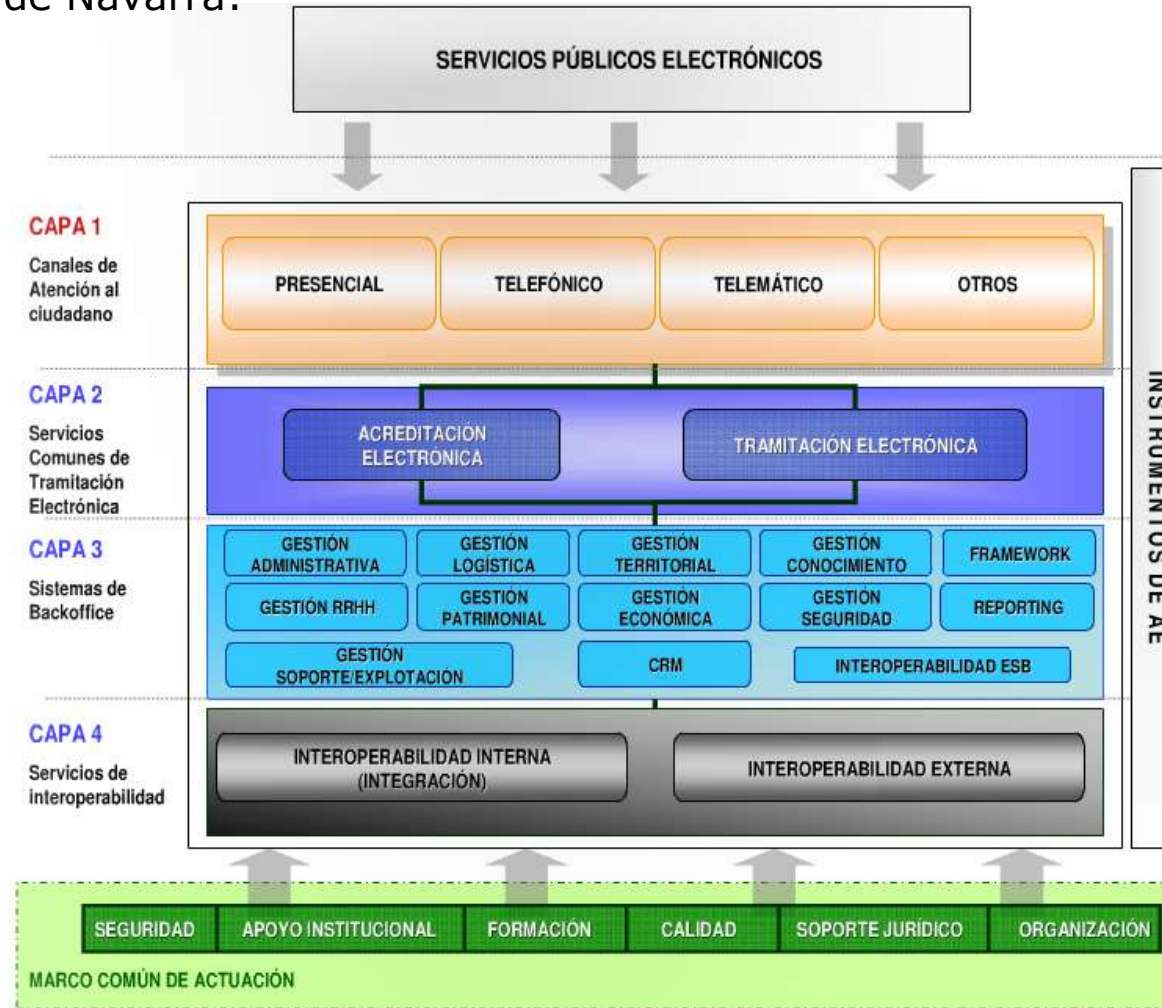 de Navarra:
SERVICIOS PÚBLICOS ELECTRÓNICOS
CAPA 1
Canales de
Atención al
ciudadano
PRESENCIAL
TELEFÓNICO
TELEMÁTICO
OTROS
CAPA 2
Servicios
Comunes de
Tramitación
Electrónica
ACREDITACIÓN
ELECTRÓNICA
TRAMITACIÓN ELECTRÓNICA
CAPA 3
Sistemas de
Backoffice
GESTIÓN
ADMINISTRATIVA
GESTIÓN
LOGÍSTICA
GESTIÓN
TERRITORIAL
GESTIÓN
CONOCIMIENTO
FRAMEWORK
GESTIÓN RRHH
GESTIÓN
PATRIMONIAL
GESTIÓN
ECONÓMICA
GESTIÓN
SEGURIDAD
REPORTING
GESTIÓN
SOPORTE/EXPLOTACIÓN
CRM
INTEROPERABILIDAD ESB
CAPA 4
Servicios de
interoperabilidad
INTEROPERABILIDAD INTERNA
(INTEGRACIÓN)
INTEROPERABILIDAD EXTERNA
INSTRUMENTOS DE AE
SEGURIDAD
APOYO INSTITUCIONAL
FORMACIÓN
CALIDAD
SOPORTE JURÍDICO
ORGANIZACIÓN
MARCO COMÚN DE ACTUACIÓN